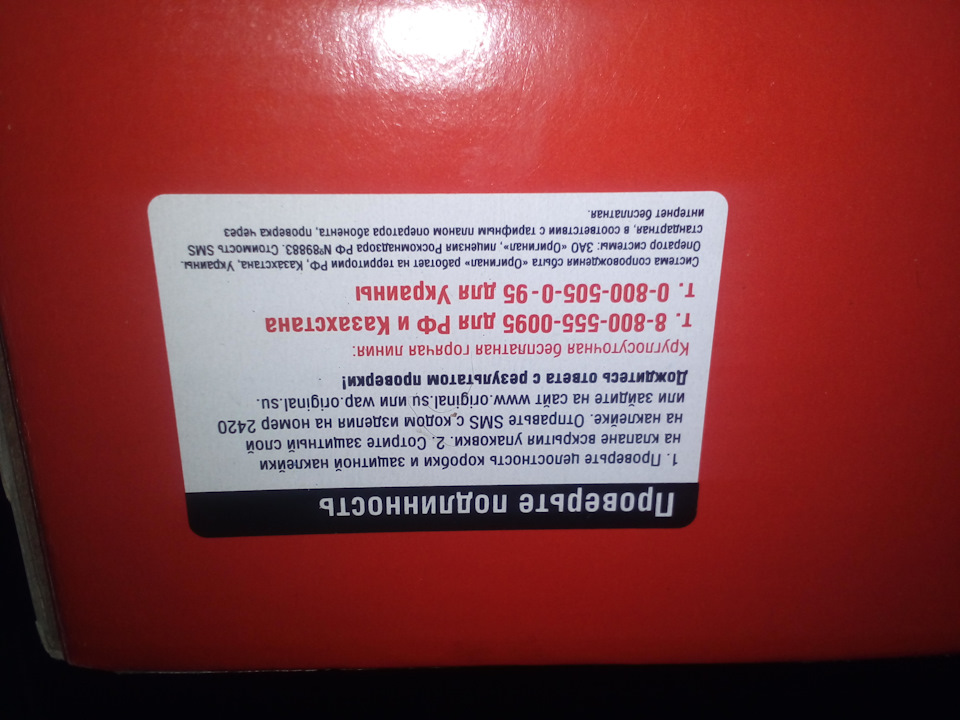 Проверьте подлинность
1. Проверьте целостность коробки и защитной наклейки
на клапане вскрытия упаковки. 2. Сотрите защитный слой
на наклейке. Отправьте SMS с кодом изделия на номер 2420
или зайдите на сайт www.original.su или wap.original.su.
Дождитесь ответа с результатом проверки!
Круглосуточная бесплатная горячая линия:
т. 8-800-555-0095 для РФ и Казахстана
т. 0-800-505-0-95 для Украины
Система сопровождения сбыта «Оригинал» работает на территории РФ, Казахстана, Украины.
Оператор системы: ЗАО «Оригинал», лицензия Роскомнадзора РФ №89883. Стоимость SMS
стандартная, в соответствии с тарифным планом оператора абонента, проверка через
интернет бесплатная.